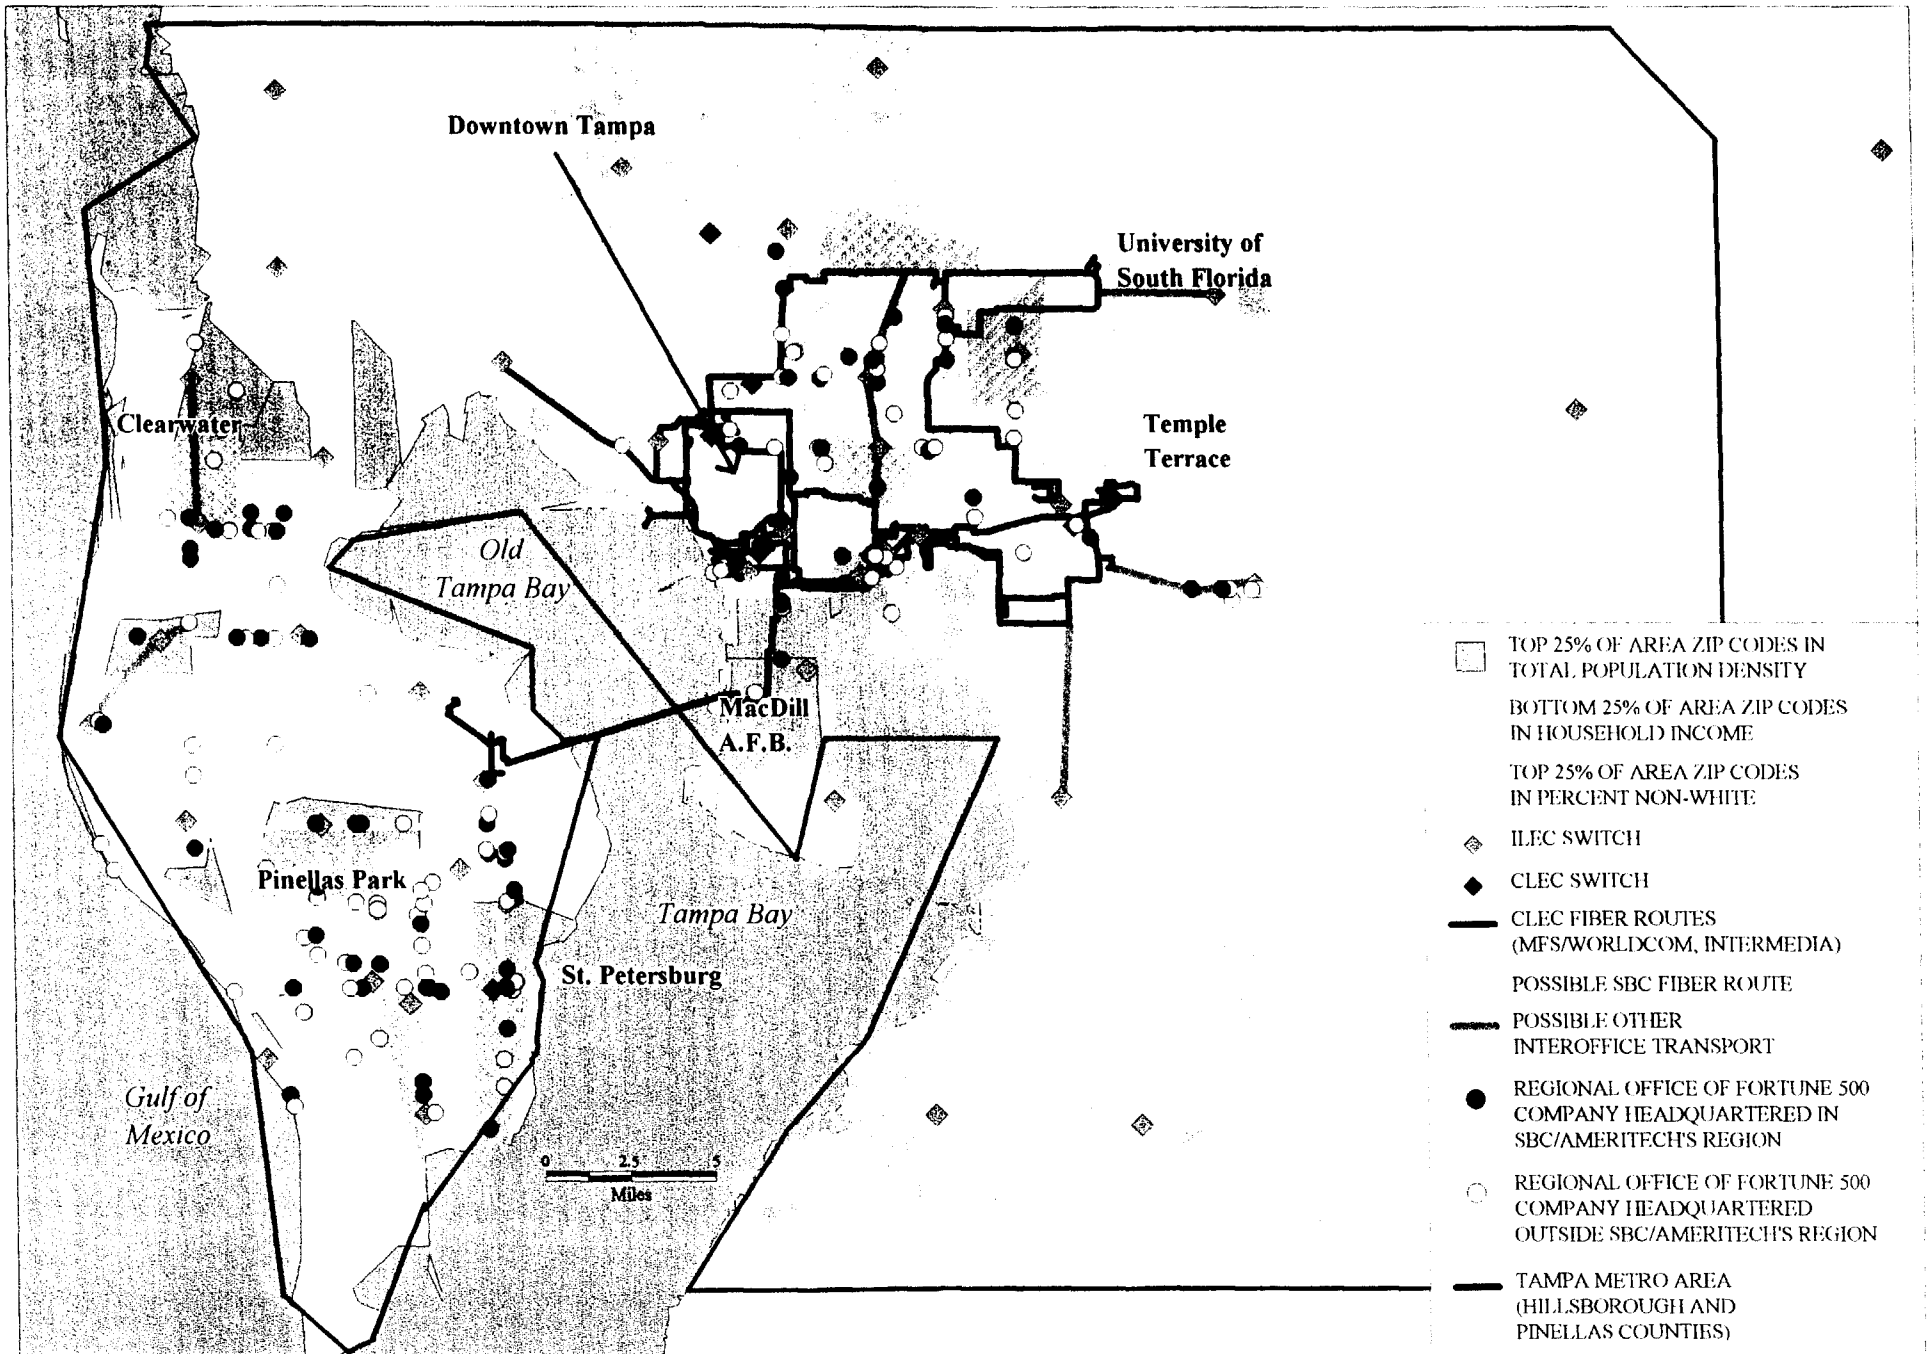 Downtown Tampa
University of
South Florida
Clearwater
Temple
Terrace
Old
Tampa Bay
MacDill
A.F.B.
Pinellas Park
Tampa Bay
St. Petersburg
Gulf of
Mexico
0 2.5 5
Miles
TOP 25% OF AREA ZIP CODES IN
TOTAL POPULATION DENSITY
BOTTOM 25% OF AREA ZIP CODES
IN HOUSEHOLD INCOME
TOP 25% OF AREA ZIP CODES
IN PERCENT NON-WHITE
ILEC SWITCH
CLEC SWITCH
CLEC FIBER ROUTES
(MFS/WORLDCOM, INTERMEDIA)
POSSIBLE SBC FIBER ROUTE
POSSIBLE OTHER
INTEROFFICE TRANSPORT
REGIONAL OFFICE OF FORTUNE 500
COMPANY HEADQUARTERED IN
SBC/AMERITECH'S REGION
REGIONAL OFFICE OF FORTUNE 500
COMPANY HEADQUARTERED
OUTSIDE SBC/AMERITECH'S REGION
TAMPA METRO AREA
(HILLSBOROUGH AND
PINELLAS COUNTIES)